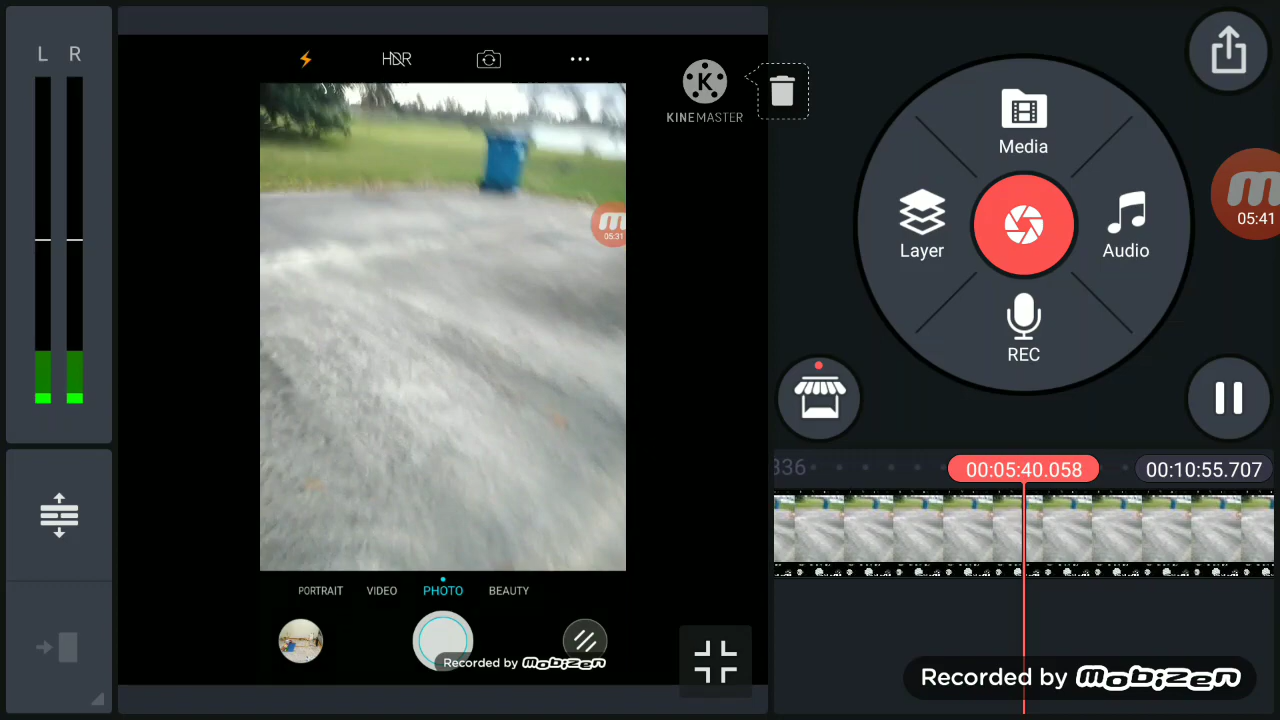 L R
HDR
KINEMASTER
05:31
PORTRAIT VIDEO PHOTO BEAUTY
Recorded by mobizen
Media
Layer
Audio
REC
05:41
336
00:05:40.058
00:10:55.707
Recorded by mobizen